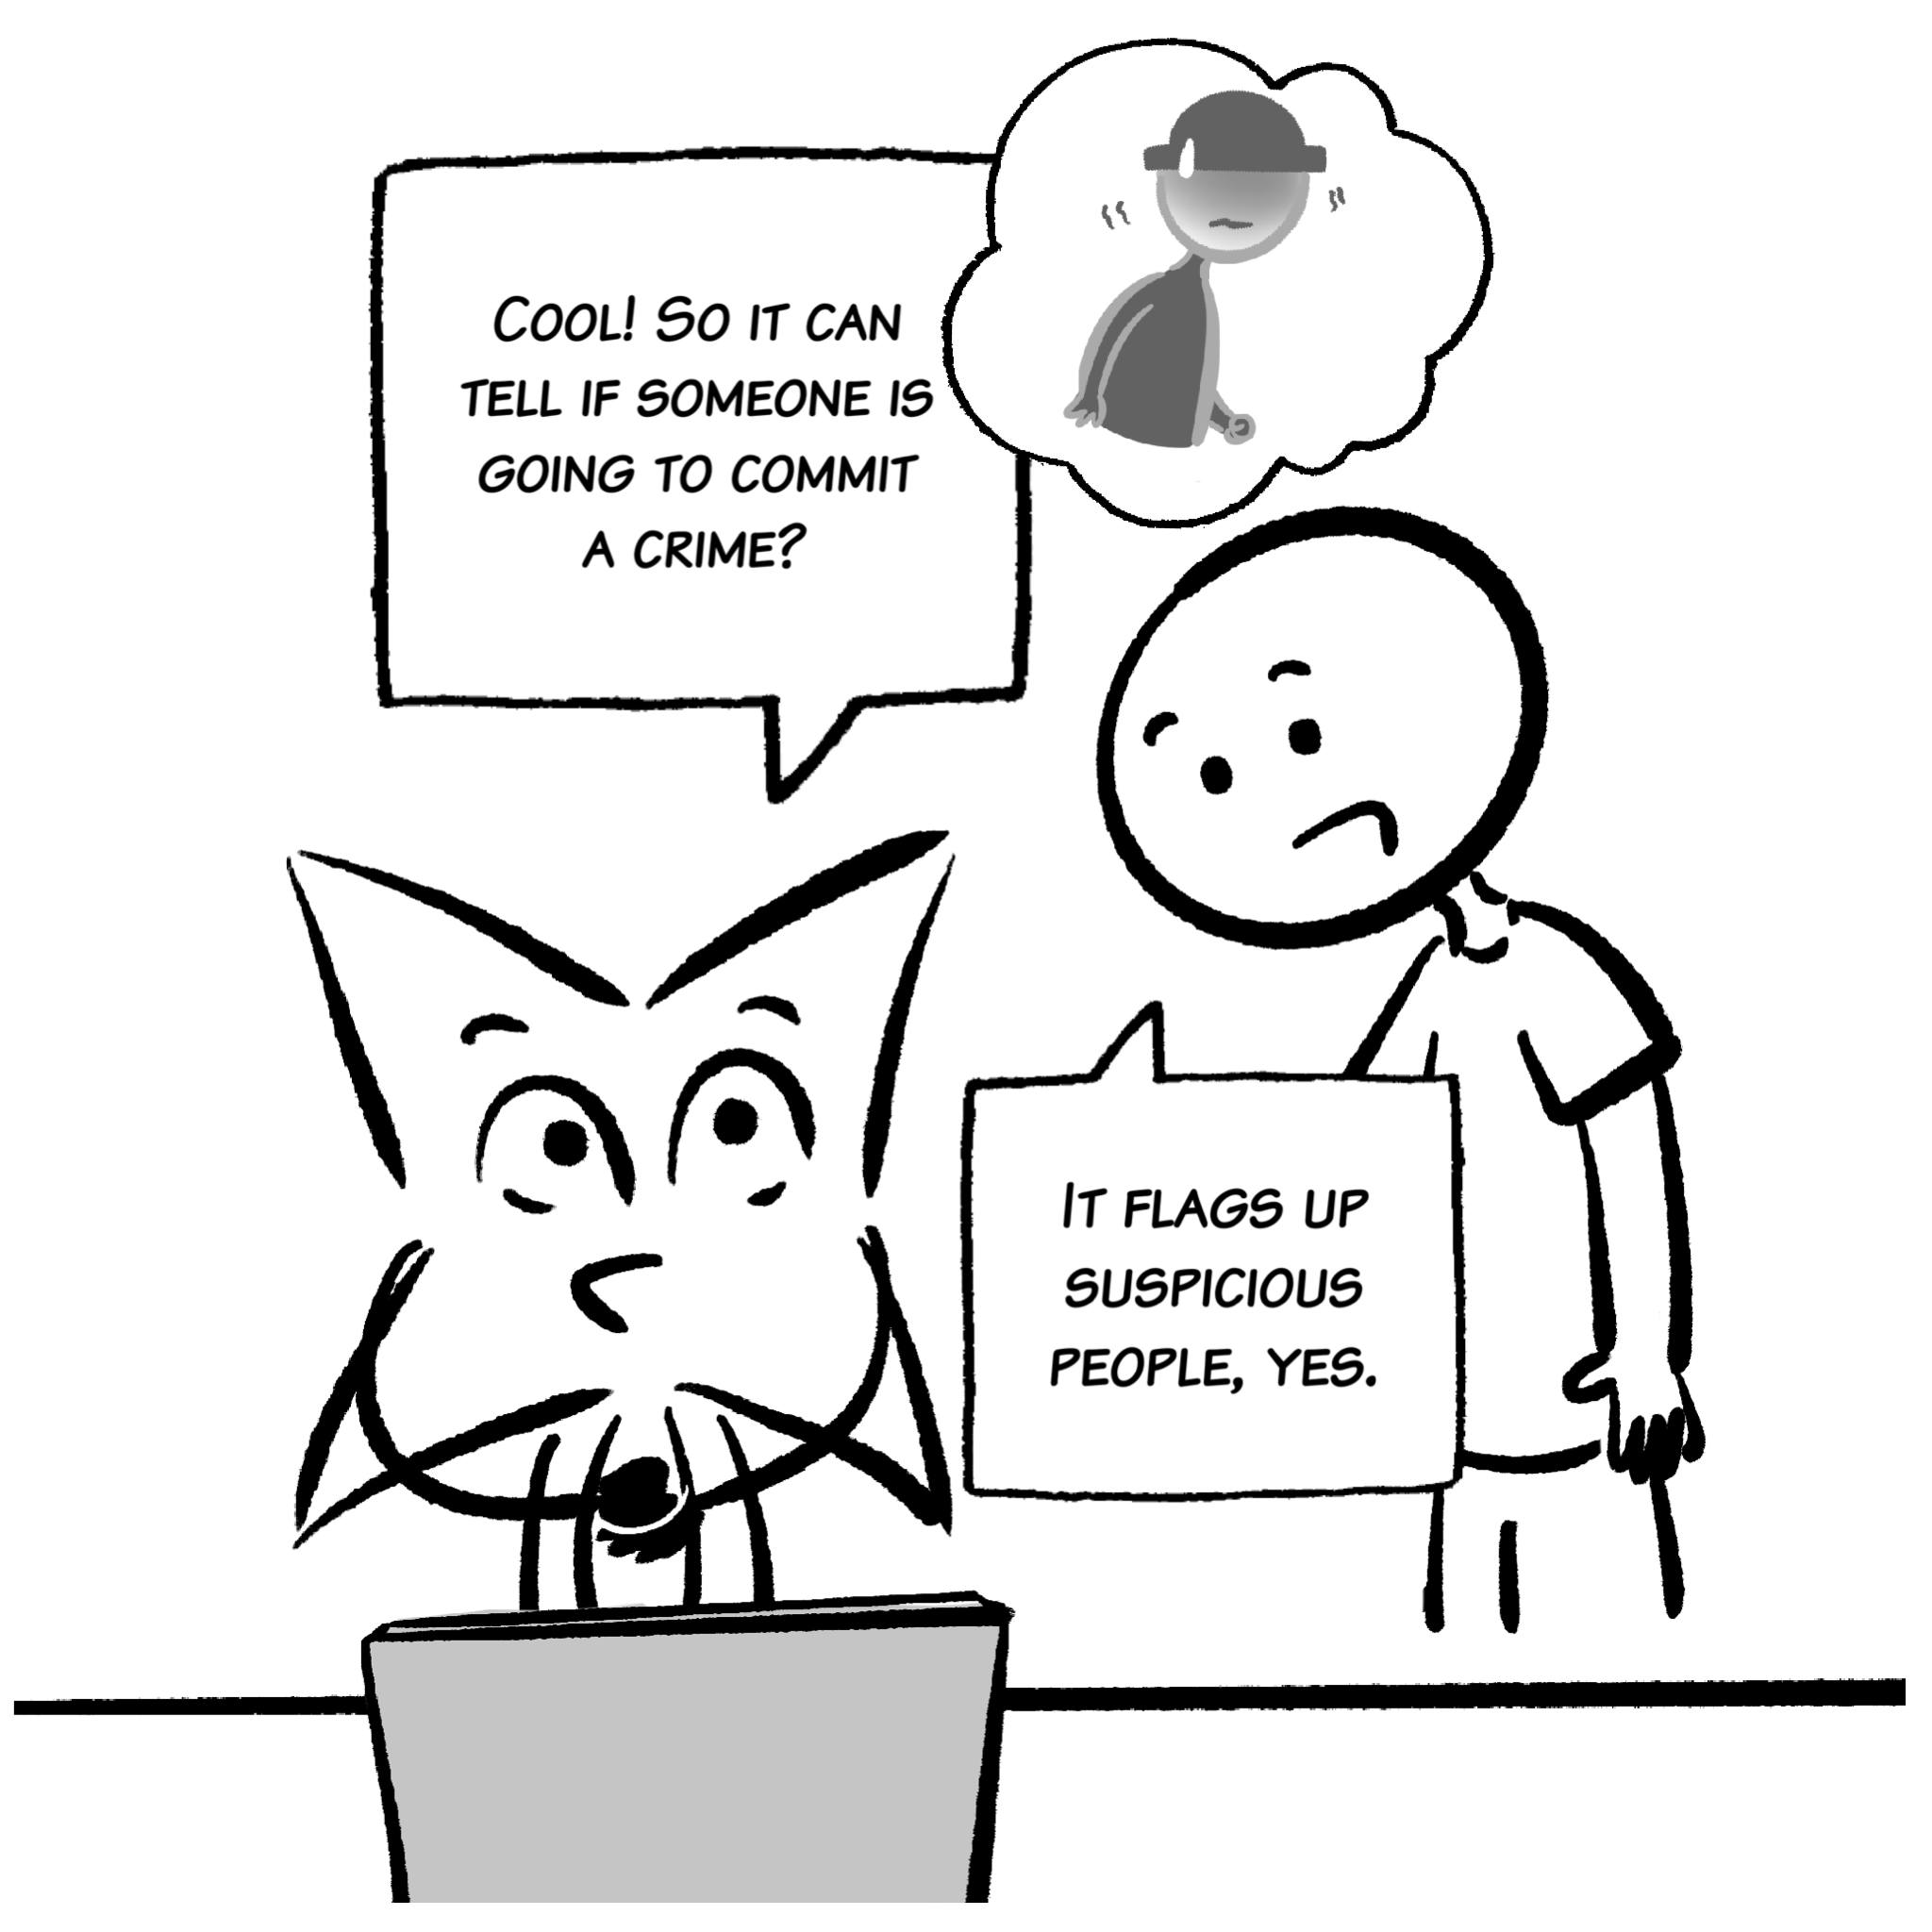 Cool! So it can
tell if someone is
going to commit
a crime?
It flags up
suspicious
people, yes.